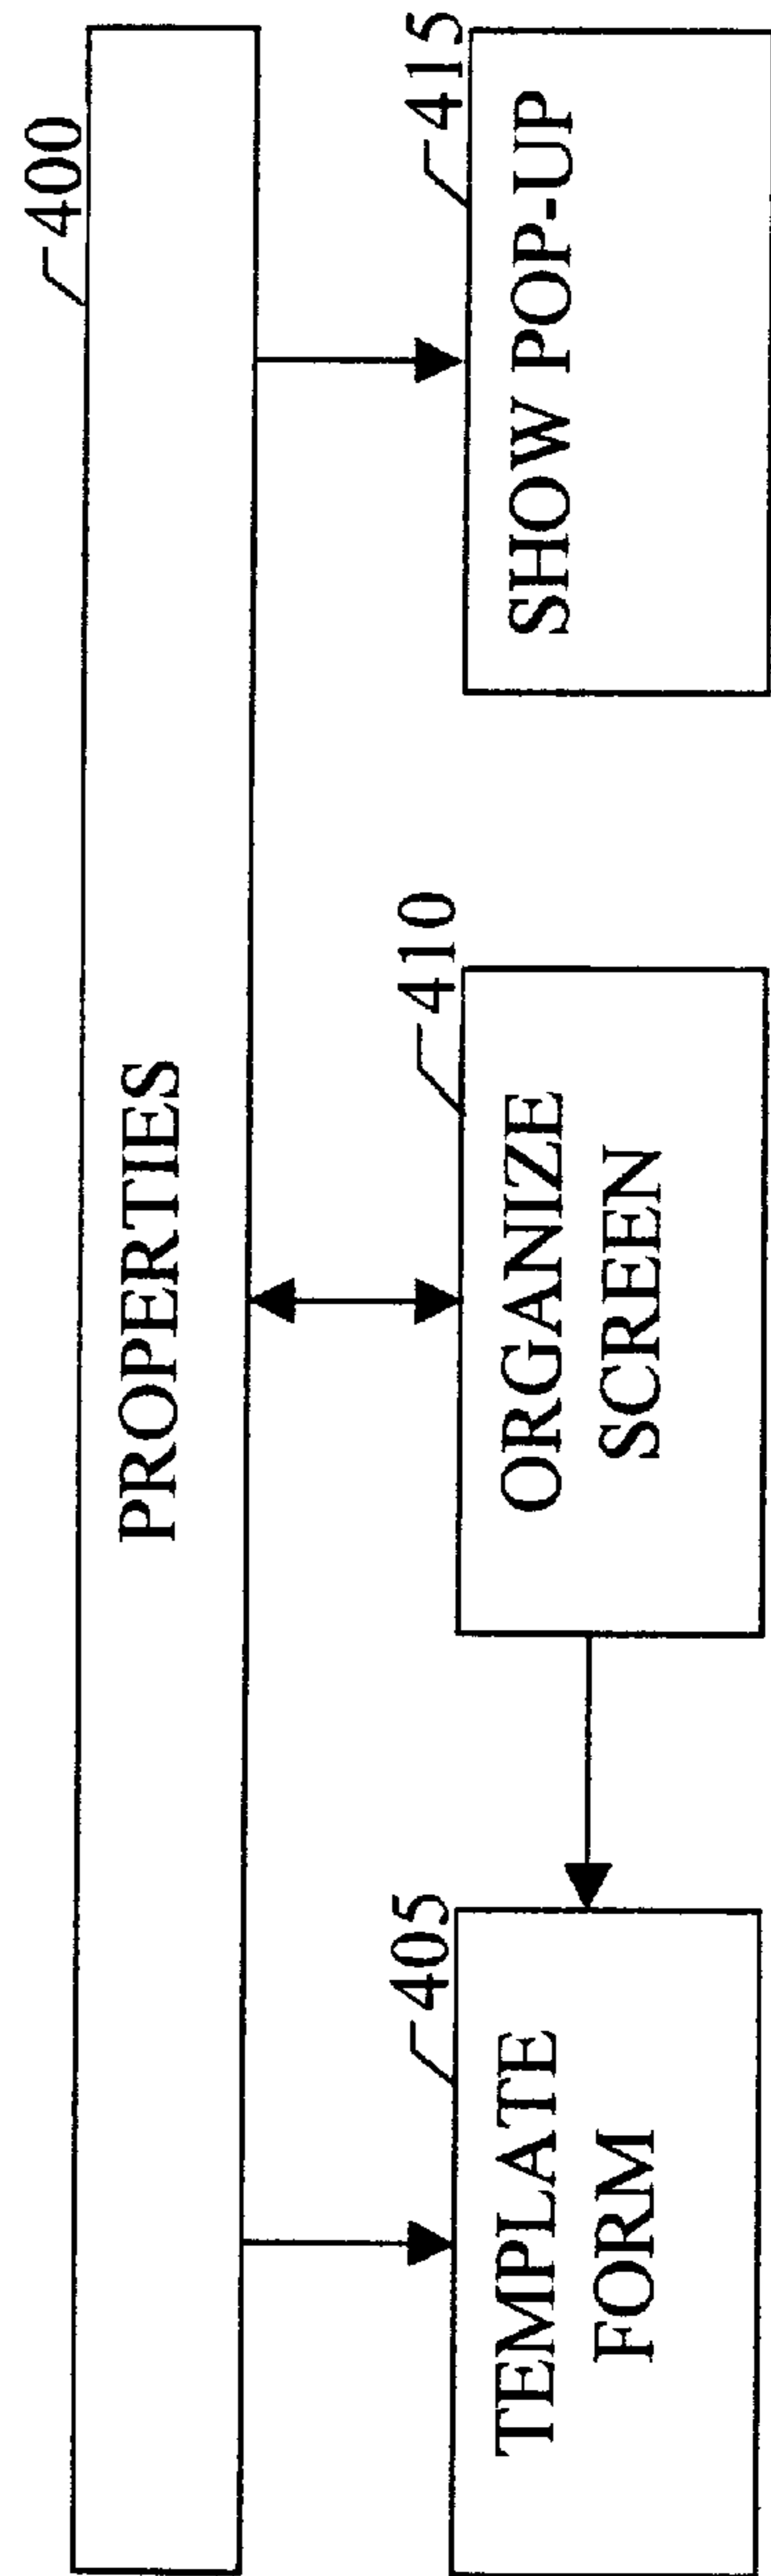 400
PROPERTIES
405
410
415
TEMPLATE
FORM
ORGANIZE
SCREEN
SHOW POP-UP